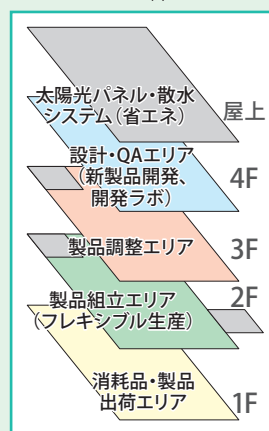 太陽光パネル・散水
システム(省エネ)
屋上
設計・QAエリア
(新製品開発、
開発ラボ)
4F
製品調整エリア
3F
製品組立エリア
(フレキシブル生産)
2F
消耗品・製品
出荷エリア
1F